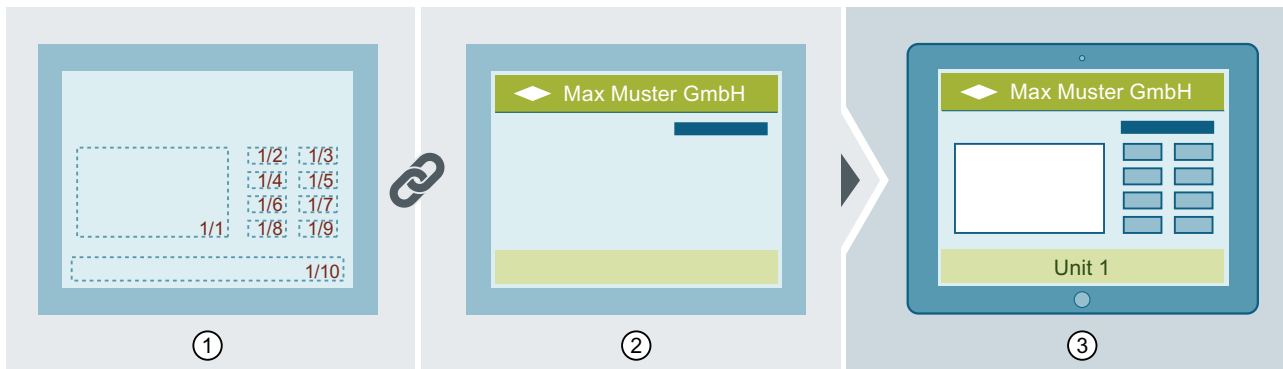 1/2 1/3
1/4 1/5
1/6 1/7
1/1 1/8 1/9
1/10
1
Max Muster GmbH
2
Max Muster GmbH
Unit 1
3